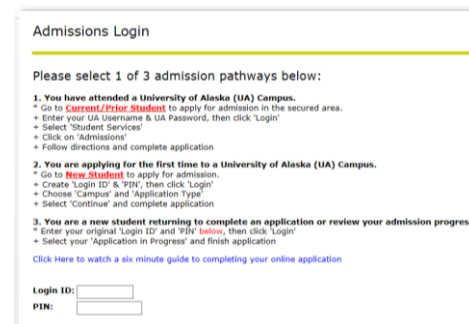 Admissions Login
Please select 1 of 3 admission pathways below:
1. You have attended a University of Alaska (UA) Campus.
* Go to Current/Prior Student to apply for admission in the secured area.
+ Enter your UA Username & UA Password, then click 'Login'
+ Select 'Student Services'
+ Click on 'Admissions'
+ Follow directions and complete application
2. You are applying for the first time to a University of Alaska (UA) Campus.
* Go to New Student to apply for admission.
+ Create 'Login ID' & 'PIN', then click 'Login'
+ Choose 'Campus' and 'Application Type'
+ Select 'Continue' and complete application
3. You are a new student returning to complete an application or review your admission progres
* Enter your original 'Login ID' and 'PIN' below, then click 'Login'
+ Select your 'Application in Progress' and finish application
Click Here to watch a six minute guide to completing your online application
Login ID:
PIN: